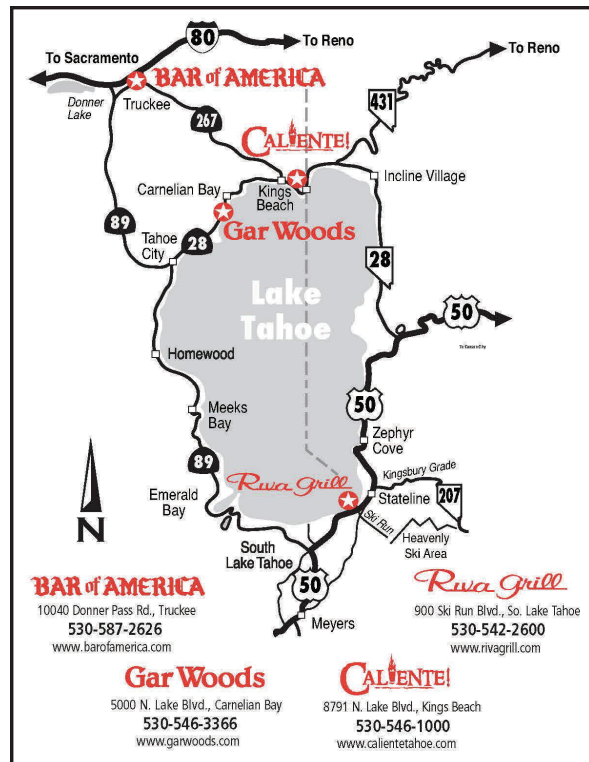 80
To Reno
To Sacramento
To Reno
BAR of AMERICA
Donner
Lake
Truckee
431
267
CALIENTE!
Incline Village
Carnelian Bay
Kings
Beach
Gar Woods
89
28
Tahoe
City
28
Lake
Tahoe
50
Homewood
50
Meeks
Bay
Zephyr
Cove
89
Kingsbury Grade
Riva Grill
207
Emerald
Bay
Stateline
Ski Run
Heavenly
Ski Area
N
South
Lake Tahoe
50
Meyers
BAR of AMERICA
10040 Donner Pass Rd., Truckee
530-587-2626
www.barofamerica.com
Riva Grill
900 Ski Run Blvd., So. Lake Tahoe
530-542-2600
www.rivagrill.com
Gar Woods
5000 N. Lake Blvd., Carnelian Bay
530-546-3366
www.garwoods.com
CALIENTE!
8791 N. Lake Blvd., Kings Beach
530-546-1000
www.calientetahoe.com